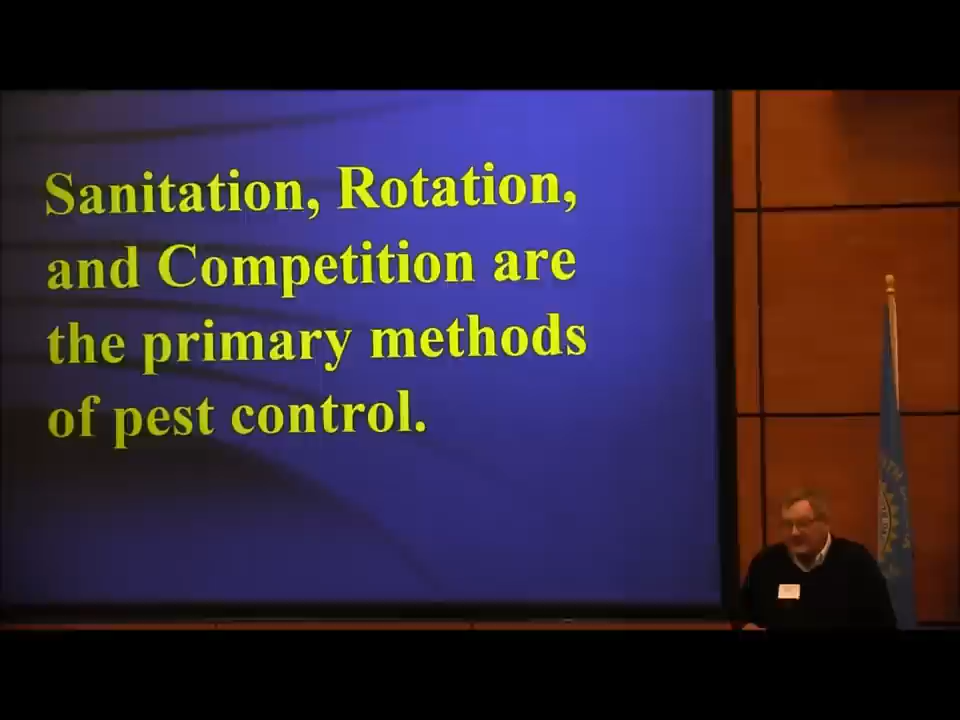 Sanitation, Rotation,
and Competition are
the primary methods
of pest control.